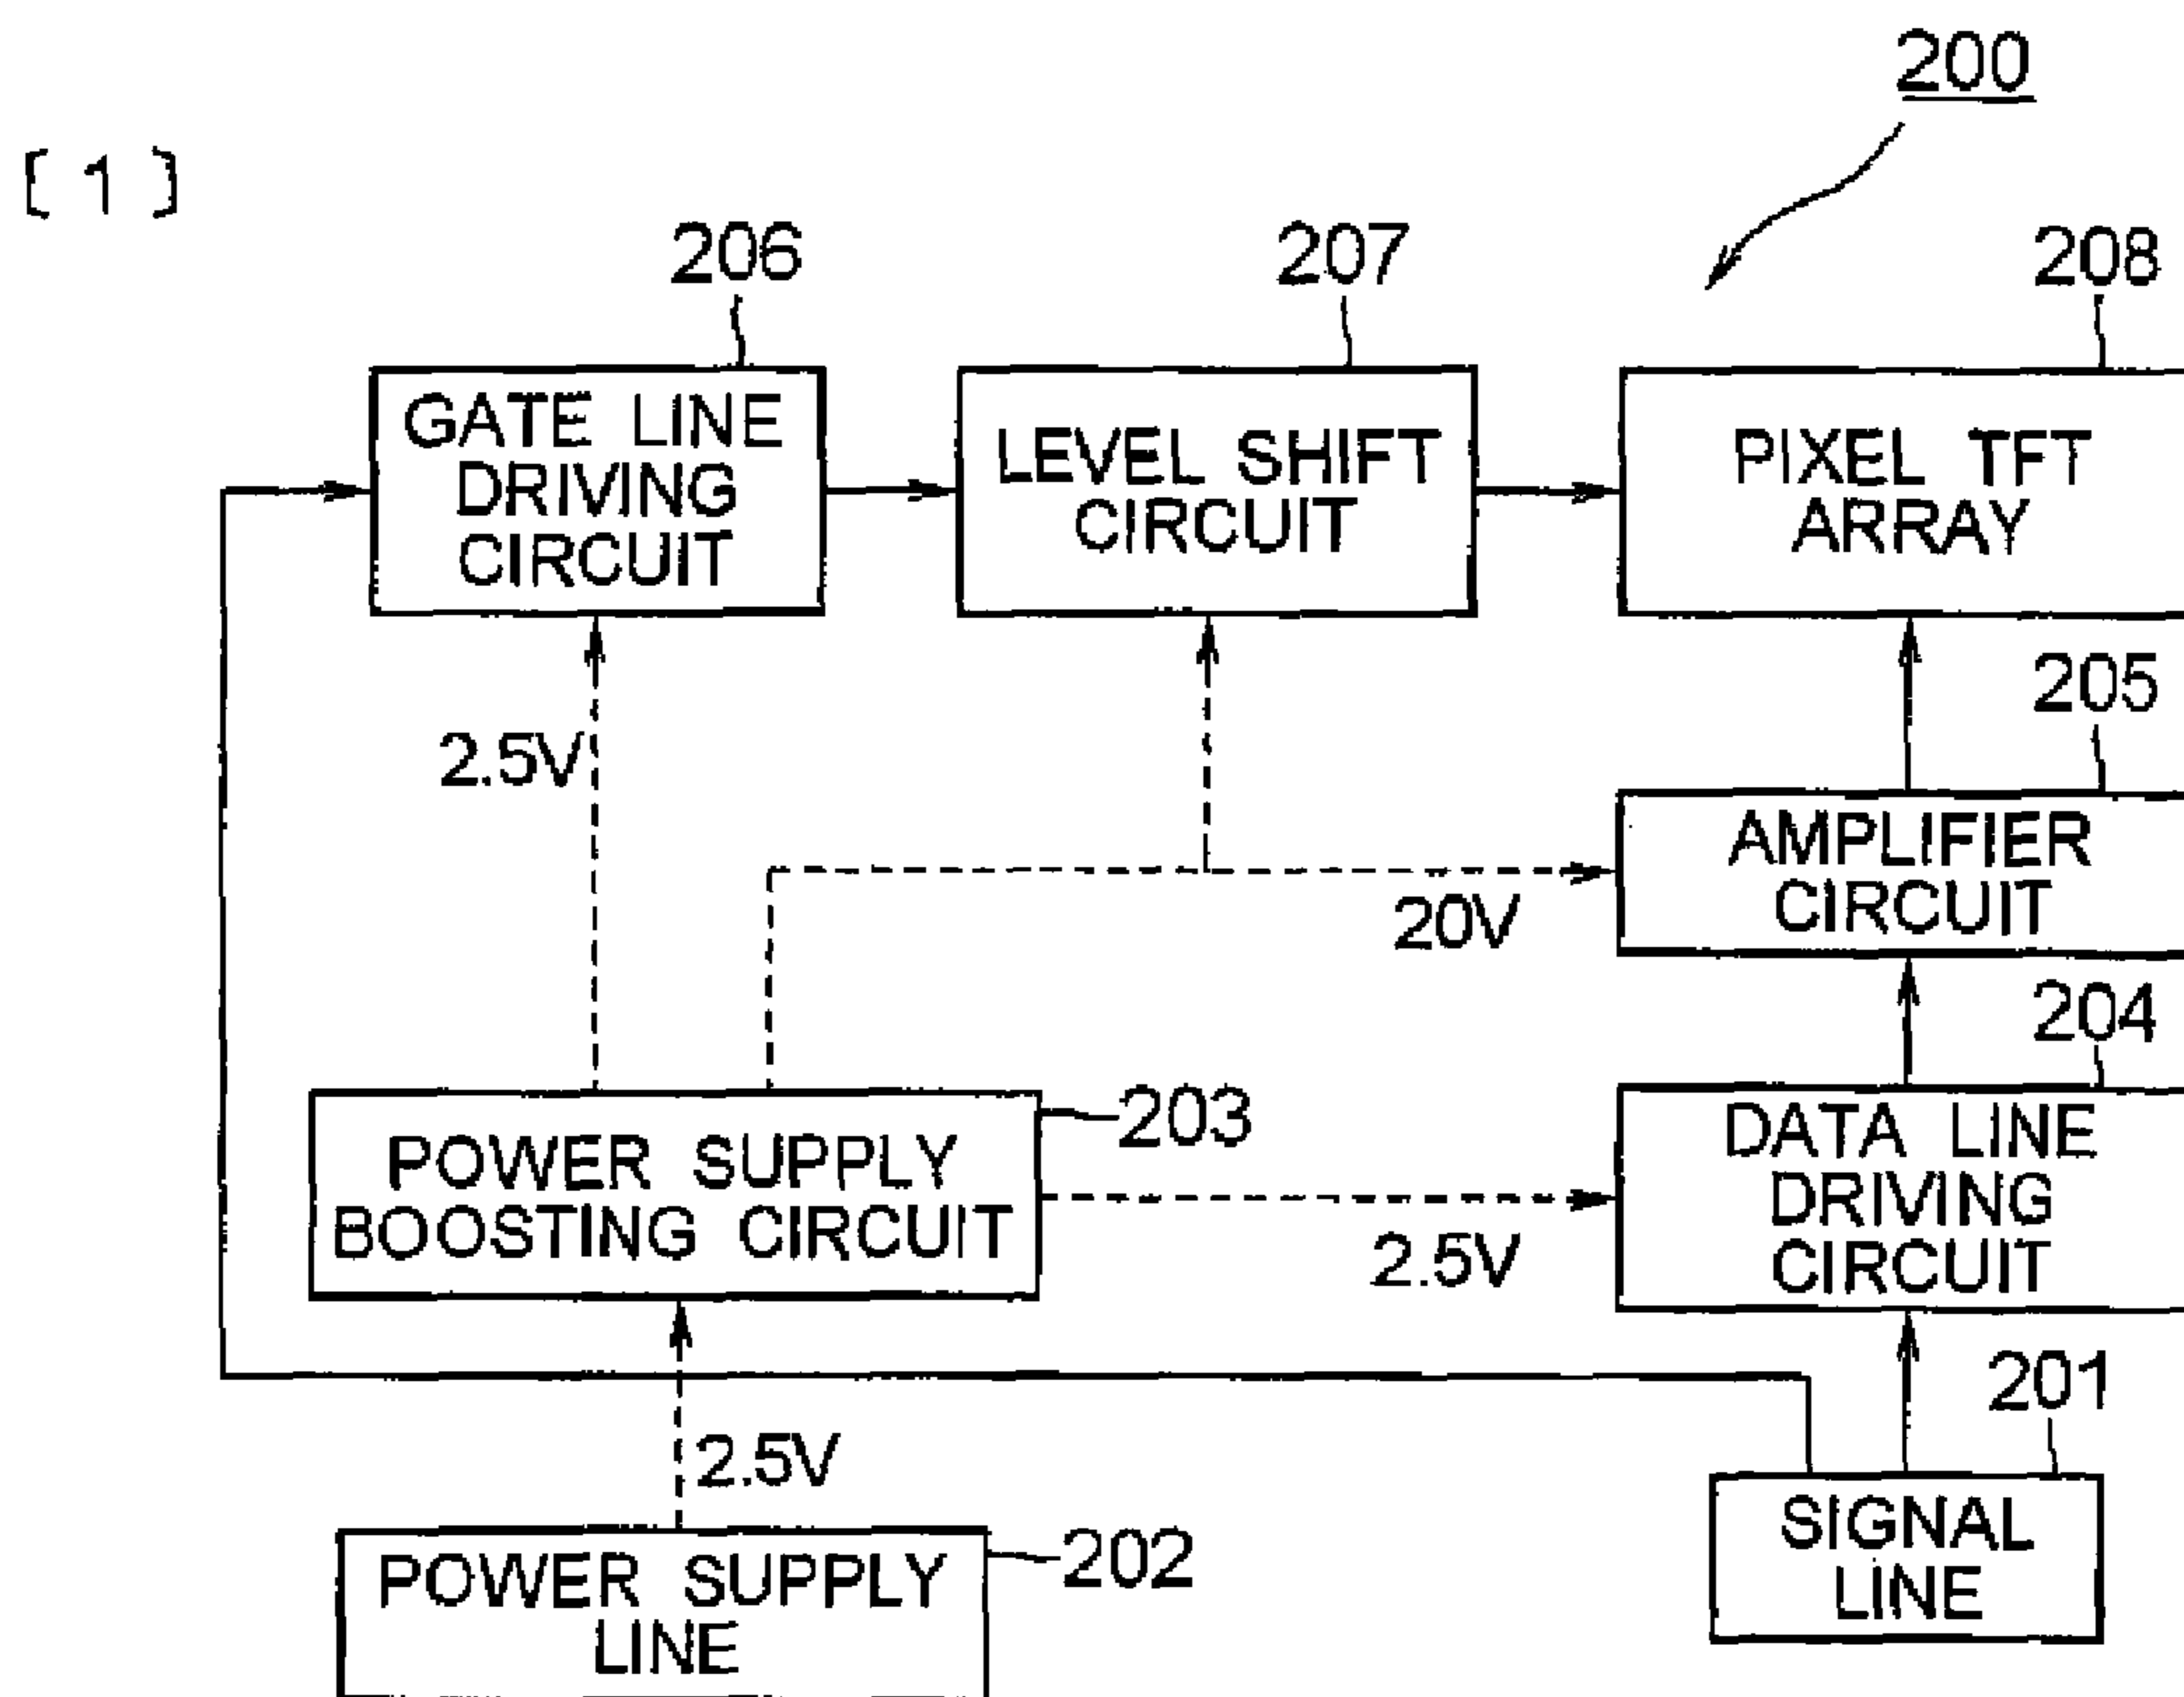 200
[ 1 ]
206
207
208
GATE LINE
DRIVING
CIRCUIT
LEVEL SHIFT
CIRCUIT
PIXEL TFT
ARRAY
205
2.5V
AMPLIFIER
CIRCUIT
20V
204
203
POWER SUPPLY
BOOSTING CIRCUIT
DATA LINE
DRIVING
CIRCUIT
2.5V
201
2.5V
SIGNAL
LINE
202
POWER SUPPLY
LINE